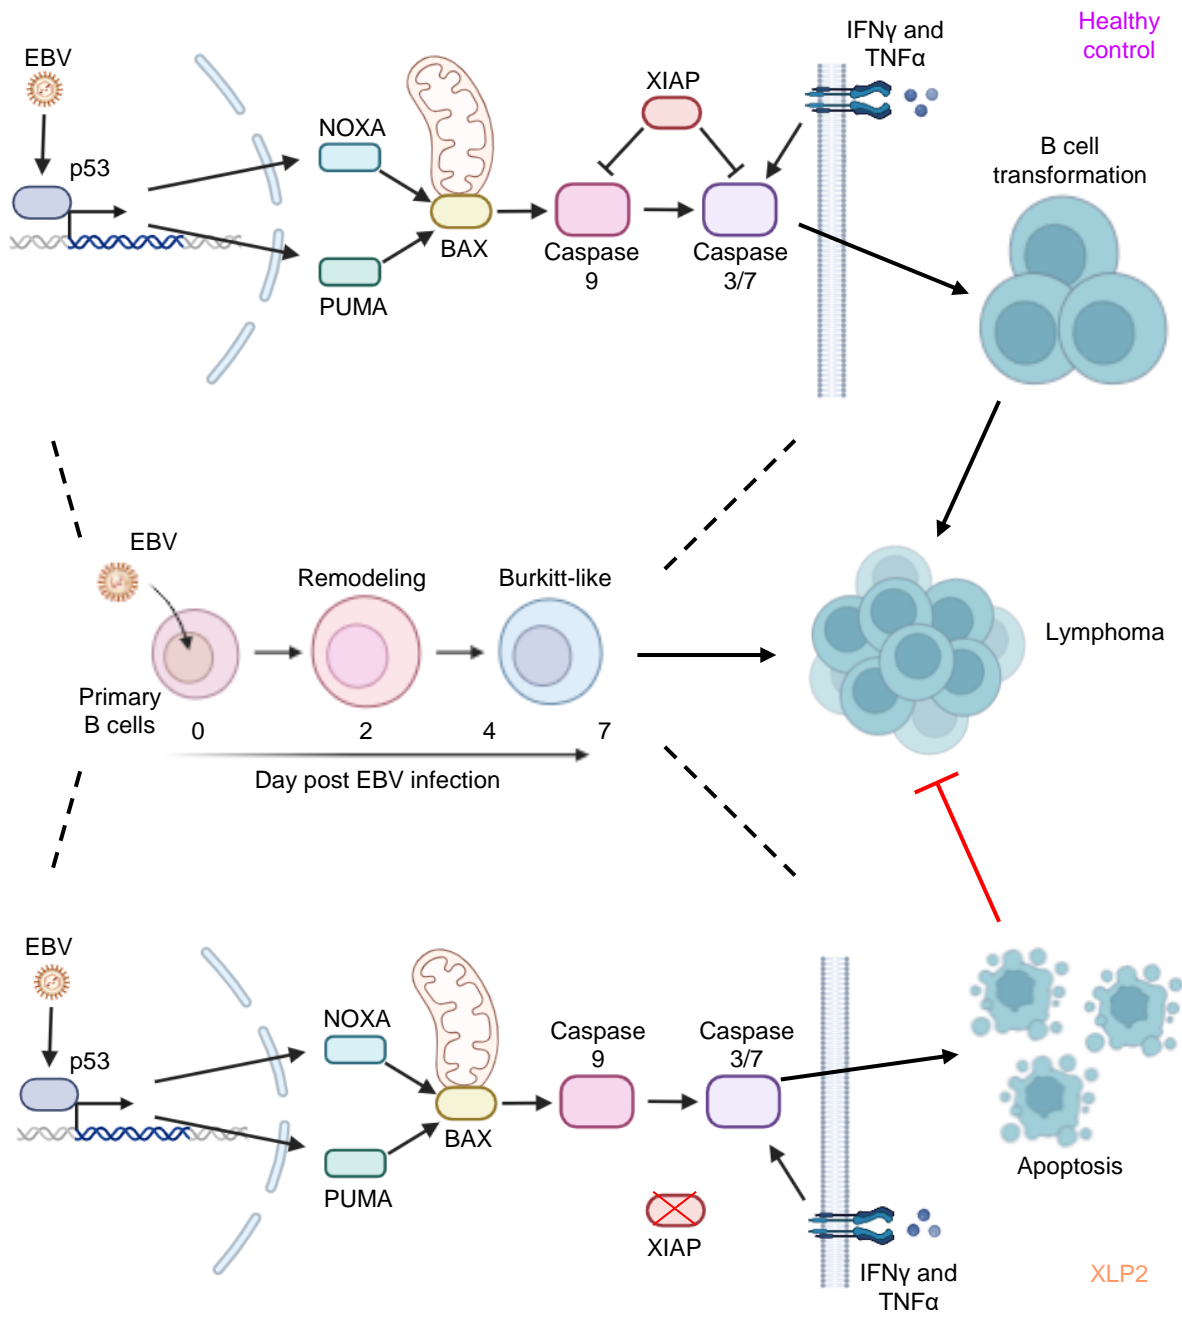 Healthy
control
IFNγ and
TNFα
EBV
XIAP
NOXA
p53
B cell
transformation
BAX
Caspase
9
Caspase
3/7
PUMA
EBV
Remodeling
Burkitt-like
Lymphoma
Primary
B cells
0
2
4
7
Day post EBV infection
EBV
NOXA
Caspase
9
Caspase
3/7
p53
BAX
Apoptosis
PUMA
XIAP
IFNγ and
TNFα
XLP2